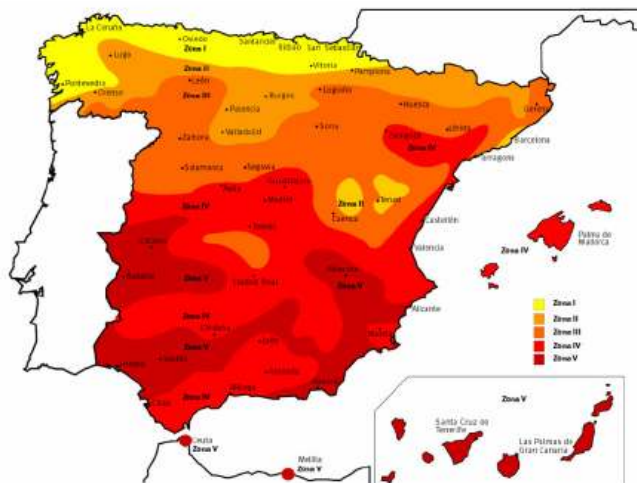 La Coruña
Oviedo
Santander
Bilbao
San Sebastián
Zona I
Lugo
Vitoria
Pamplona
Zona II
León
Pontevedra
Orense
Zona III
Burgos
Logroño
Huesca
Gerona
Palencia
Zamora
Valladolid
Soria
Zaragoza
Lérida
Barcelona
Zona IV
Tarragona
Salamanca
Segovia
Ávila
Guadalajara
Madrid
Zona IV
Zona II
Teruel
Cuenca
Castellón
Palma de
Mallorca
Toledo
Valencia
Zona IV
Cáceres
Badajoz
Zona V
Ciudad Real
Albacete
Zona V
Alicante
Zona I
Zona II
Zona III
Zona IV
Zona V
Zona IV
Córdoba
Murcia
Zona V
Jaén
Huelva
Sevilla
Granada
Almería
Málaga
Cádiz
Zona IV
Ceuta
Zona V
Melilla
Zona V
Zona V
Santa Cruz de
Tenerife
Las Palmas de
Gran Canaria